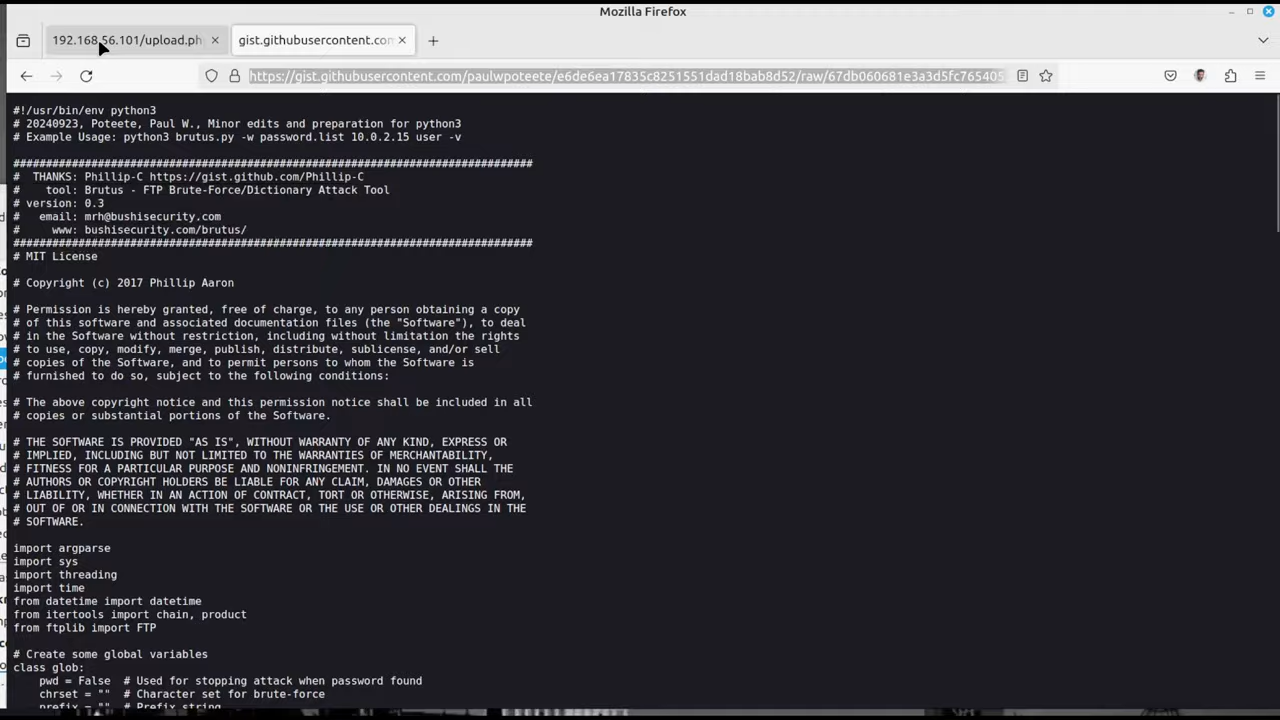 Mozilla Firefox
192.168.56.101/upload.ph
gist.githubusercontent.com
https://gist.githubusercontent.com/paulwpoteete/e6de6ea17835c8251551dad18bab8d52/raw/67db060681e3a3d5fc765405
#!/usr/bin/env python3
# 20240923, Poteete, Paul W., Minor edits and preparation for python3
# Example Usage: python3 brutus.py -w password.list 10.0.2.15 user -v
################################################################################
#  THANKS: Phillip-C https://gist.github.com/Phillip-C
#    tool: Brutus - FTP Brute-Force/Dictionary Attack Tool
# version: 0.3
#   email: mrh@bushisecurity.com
#     www: bushisecurity.com/brutus/
################################################################################
# MIT License
# Copyright (c) 2017 Phillip Aaron
# Permission is hereby granted, free of charge, to any person obtaining a copy
# of this software and associated documentation files (the "Software"), to deal
# in the Software without restriction, including without limitation the rights
# to use, copy, modify, merge, publish, distribute, sublicense, and/or sell
# copies of the Software, and to permit persons to whom the Software is
# furnished to do so, subject to the following conditions:
# The above copyright notice and this permission notice shall be included in all
# copies or substantial portions of the Software.
# THE SOFTWARE IS PROVIDED "AS IS", WITHOUT WARRANTY OF ANY KIND, EXPRESS OR
# IMPLIED, INCLUDING BUT NOT LIMITED TO THE WARRANTIES OF MERCHANTABILITY,
# FITNESS FOR A PARTICULAR PURPOSE AND NONINFRINGEMENT. IN NO EVENT SHALL THE
# AUTHORS OR COPYRIGHT HOLDERS BE LIABLE FOR ANY CLAIM, DAMAGES OR OTHER
# LIABILITY, WHETHER IN AN ACTION OF CONTRACT, TORT OR OTHERWISE, ARISING FROM,
# OUT OF OR IN CONNECTION WITH THE SOFTWARE OR THE USE OR OTHER DEALINGS IN THE
# SOFTWARE.
import argparse
import sys
import threading
import time
from datetime import datetime
from itertools import chain, product
from ftplib import FTP
# Create some global variables
class glob:
    pwd = False  # Used for stopping attack when password found
    chrset = ""  # Character set for brute-force
    prefix = ""  # Prefix string